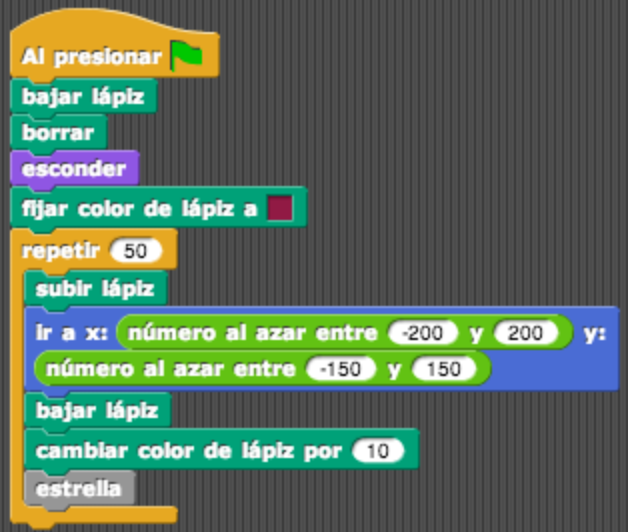 Al presionar
bajar lápiz
borrar
esconder
fijar color de lápiz a
repetir 50
subir lápiz
ir a x: número al azar entre -200 y 200 y:
número al azar entre -150 y 150
bajar lápiz
cambiar color de lápiz por 10
estrella